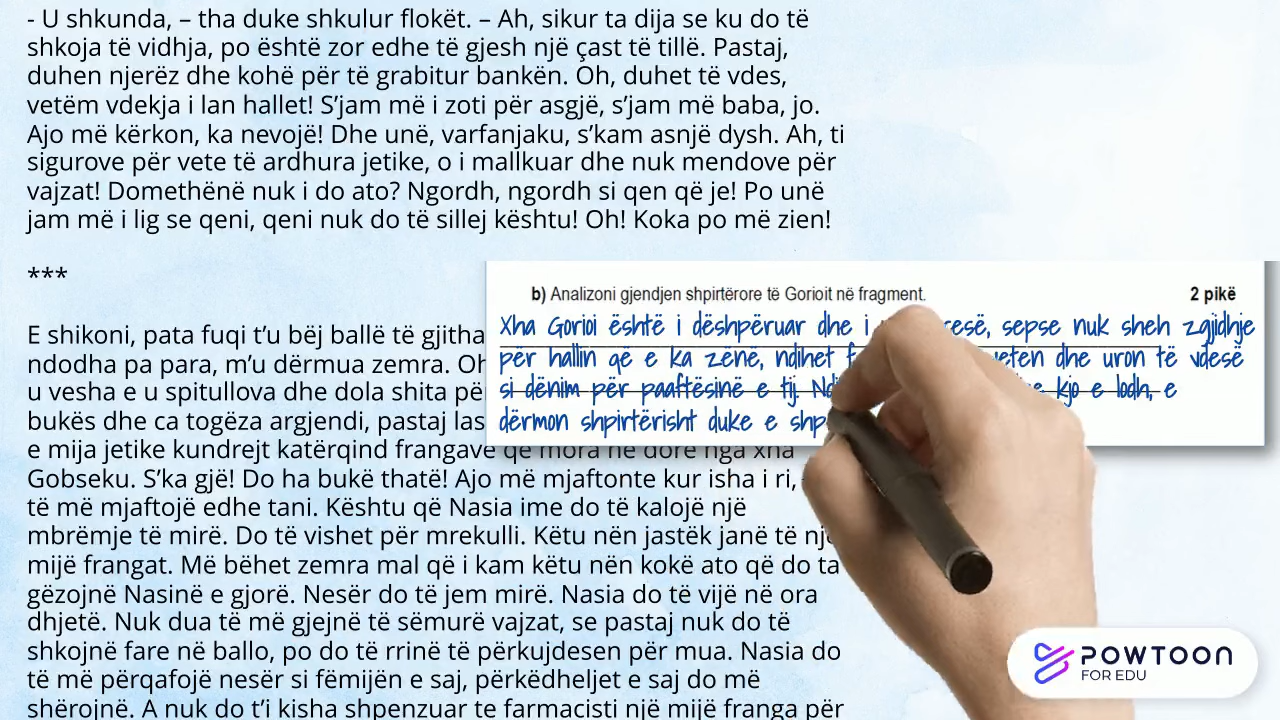 - U shkunda, – tha duke shkulur flokët. – Ah, sikur ta dija se ku do të
shkoja të vidhja, po është zor edhe të gjesh një çast të tillë. Pastaj,
duhen njerëz dhe kohë për të grabitur bankën. Oh, duhet të vdes,
vetëm vdekja i lan hallet! S’jam më i zoti për asgjë, s’jam më baba, jo.
Ajo më kërkon, ka nevojë! Dhe unë, varfanjaku, s’kam asnjë dysh. Ah, ti
sigurove për vete të ardhura jetike, o i mallkuar dhe nuk mendove për
vajzat! Domethënë nuk i do ato? Ngordh, ngordh si qen që je! Po unë
jam më i lig se qeni, qeni nuk do të sillej kështu! Oh! Koka po më zien!
***
E shikoni, pata fuqi t’u bëj ballë të gjitha
ndodha pa para, m’u dërmua zemra. Oh
u vesha e u spitullova dhe dola shita pë
bukës dhe ca togëza argjendi, pastaj las
e mija jetike kundrejt katërqind frangave që mora në dorë nga xha
Gobseku. S’ka gjë! Do ha bukë thatë! Ajo më mjaftonte kur isha i ri,
të më mjaftojë edhe tani. Kështu që Nasia ime do të kalojë një
mbrëmje të mirë. Do të vishet për mrekulli. Këtu nën jastëk janë të një
mijë frangat. Më bëhet zemra mal që i kam këtu nën kokë ato që do ta
gëzojnë Nasinë e gjorë. Nesër do të jem mirë. Nasia do të vijë në ora
dhjetë. Nuk dua të më gjejnë të sëmurë vajzat, se pastaj nuk do të
shkojnë fare në ballo, po do të rrinë të përkujdesen për mua. Nasia do
të më përqafojë nesër si fëmijën e saj, përkëdheljet e saj do më
shërojnë. A nuk do t’i kisha shpenzuar te farmacisti një mijë franga për
b) Analizoni gjendjen shpirtërore të Gorioit në fragment. 2 pikë
Xha Gorioi është i dëshpëruar dhe i resë, sepse nuk sheh zgjidhje
për hallin që e ka zënë, ndihet f veten dhe uron të vdesë
si dënim për paaftësinë e tij. Ndi kjo e lodh, e
dërmon shpirtërisht duke e shp
POWTOON
FOR EDU